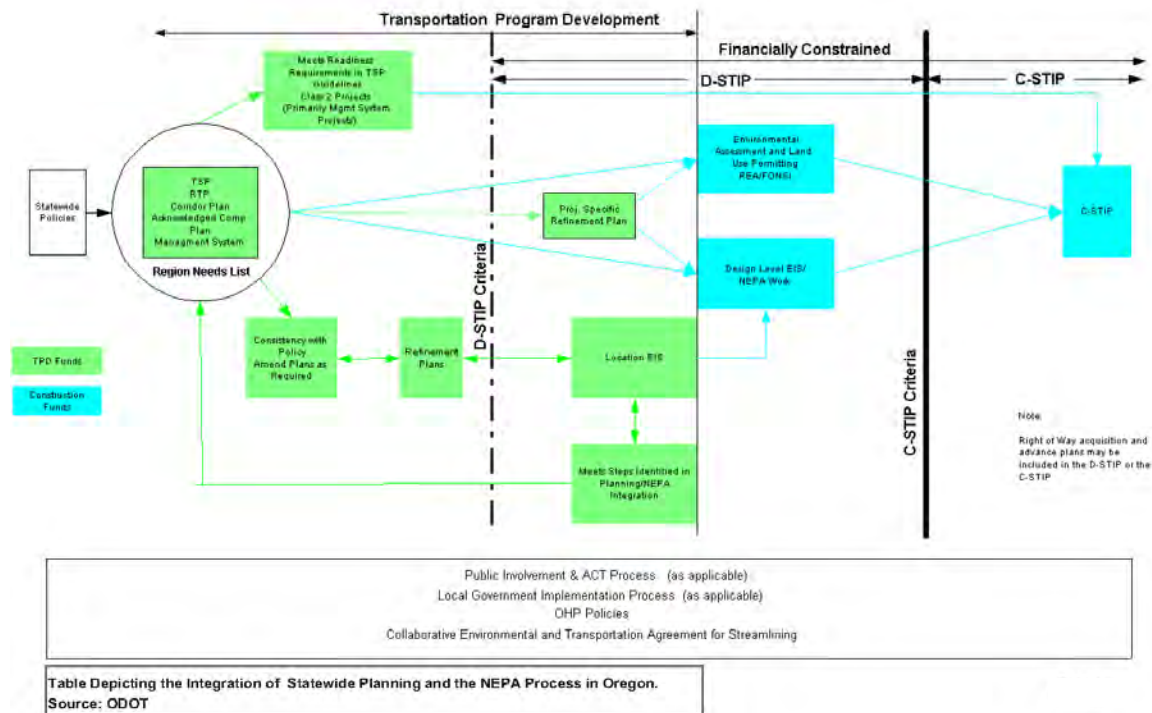 Transportation Program Development
Financially Constrained
D-STIP
C-STIP
Meets Readiness
Requirements in TSP
Guidelines
Class 2 Projects
(Primarily Mgmt System
Projects)
Statewide
Policies
TSP
RTP
Corridor Plan
Acknowledged Comp
Plan
Managment System
Region Needs List
Proj. Specific
Refinement Plan
Environmental
Assessment and Land
Use Permitting
REA/FONSI
Design Level EIS/
NEPA Work
C-STIP
D-STIP Criteria
C-STIP Criteria
TPD Funds
Construction
Funds
Consistency with
Policy
Amend Plans as
Required
Refinement
Plans
Location EIS
Meets Steps Identified in
Planning/NEPA
Integration
Note:
Right of Way acquisition and
advance plans may be
included in the D-STIP or the
C-STIP
Public Involvement & ACT Process (as applicable)
Local Government Implementation Process (as applicable)
OHP Policies
Collaborative Environmental and Transportation Agreement for Streamlining
Table Depicting the Integration of Statewide Planning and the NEPA Process in Oregon.
Source: ODOT